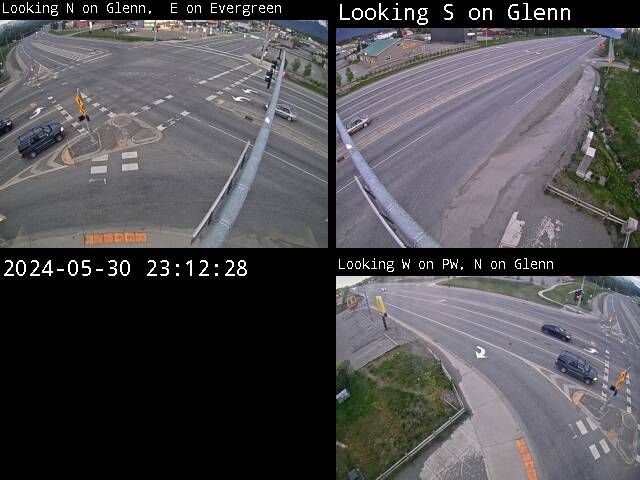 Looking N on Glenn, E on Evergreen
Looking S on Glenn
2024-05-30 23:12:28
Looking W on PW, N on Glenn